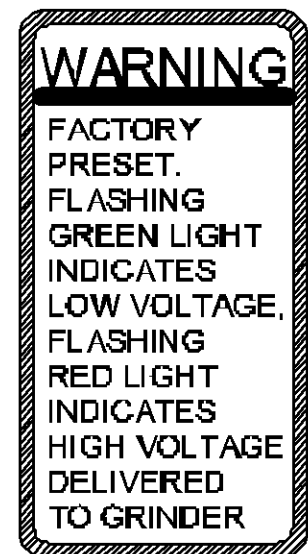 WARNING
FACTORY
PRESET.
FLASHING
GREEN LIGHT
INDICATES
LOW VOLTAGE,
FLASHING
RED LIGHT
INDICATES
HIGH VOLTAGE
DELIVERED
TO GRINDER